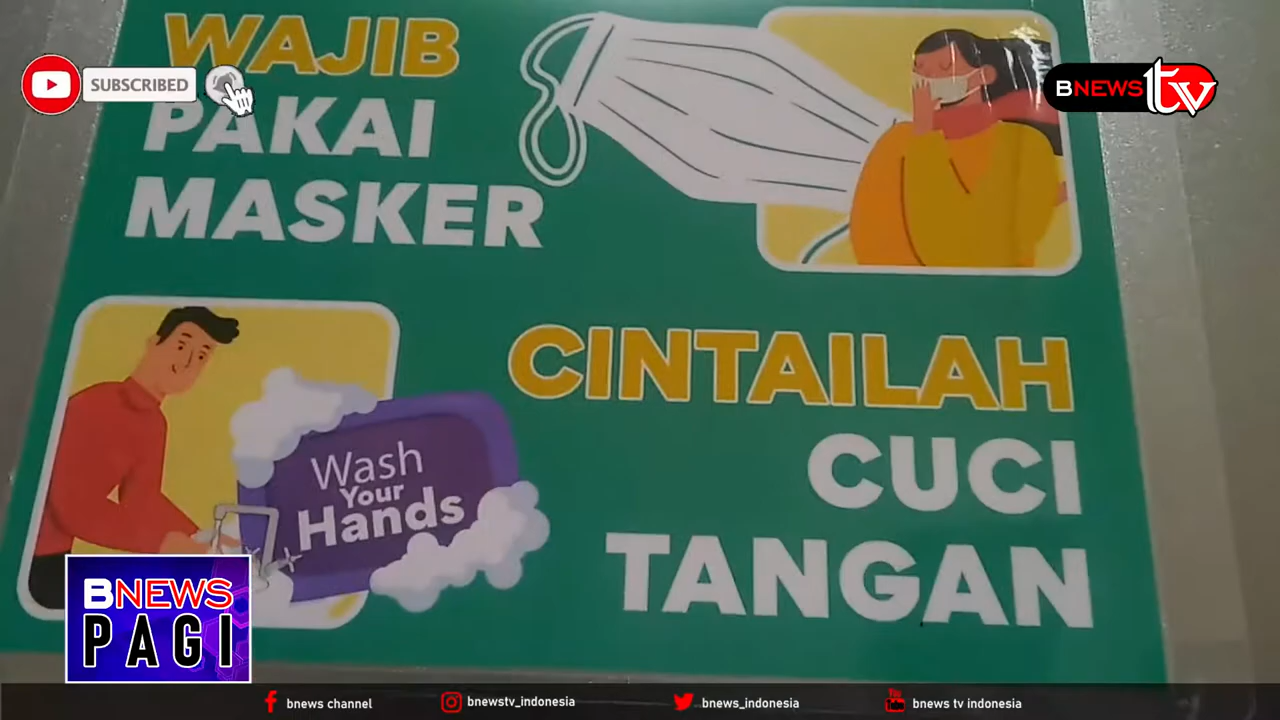 WAJIB
PAKAI
MASKER
SUBSCRIBED
BNEWS tv
CINTAILAH
CUCI
TANGAN
Wash
Your
Hands
BNEWS
PAGI
bnews channel
bnewstv_indonesia
bnews_indonesia
bnews tv indonesia